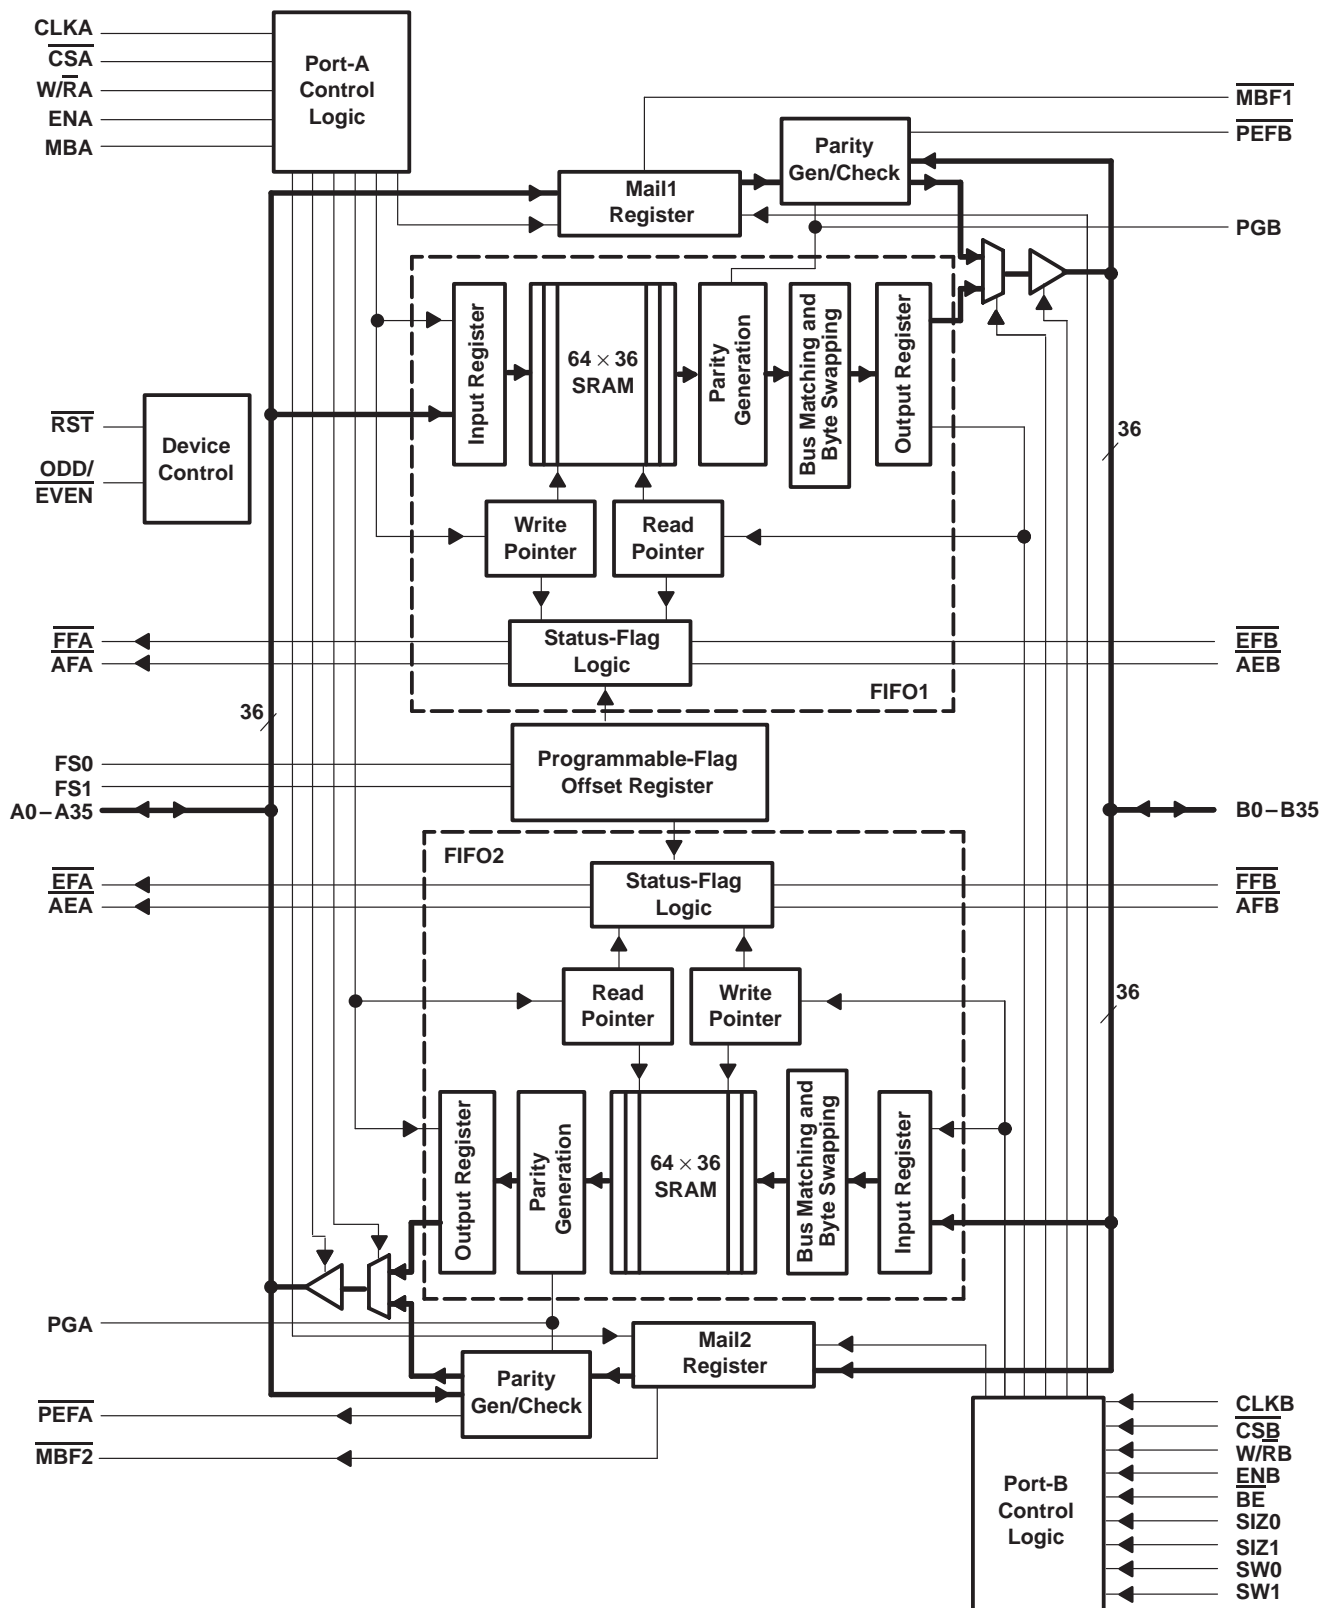 CLKA
CSA
W/RA
ENA
MBA
Port-A
Control
Logic
MBF1
PEFB
Parity
Gen/Check
Mail1
Register
PGB
Input Register
64 × 36
SRAM
Parity
Generation
Bus Matching and
Byte Swapping
Output Register
RST
ODD/
EVEN
Device
Control
36
Write
Pointer
Read
Pointer
FFA
AFA
Status-Flag
Logic
EFB
AEB
FIFO1
36
FS0
FS1
A0–A35
Programmable-Flag
Offset Register
B0–B35
FIFO2
EFA
AEA
Status-Flag
Logic
FFB
AFB
Read
Pointer
Write
Pointer
36
Output Register
Parity
Generation
64 × 36
SRAM
Bus Matching and
Byte Swapping
Input Register
PGA
Mail2
Register
Parity
Gen/Check
PEFA
MBF2
Port-B
Control
Logic
CLKB
CSB
W/RB
ENB
BE
SIZ0
SIZ1
SW0
SW1